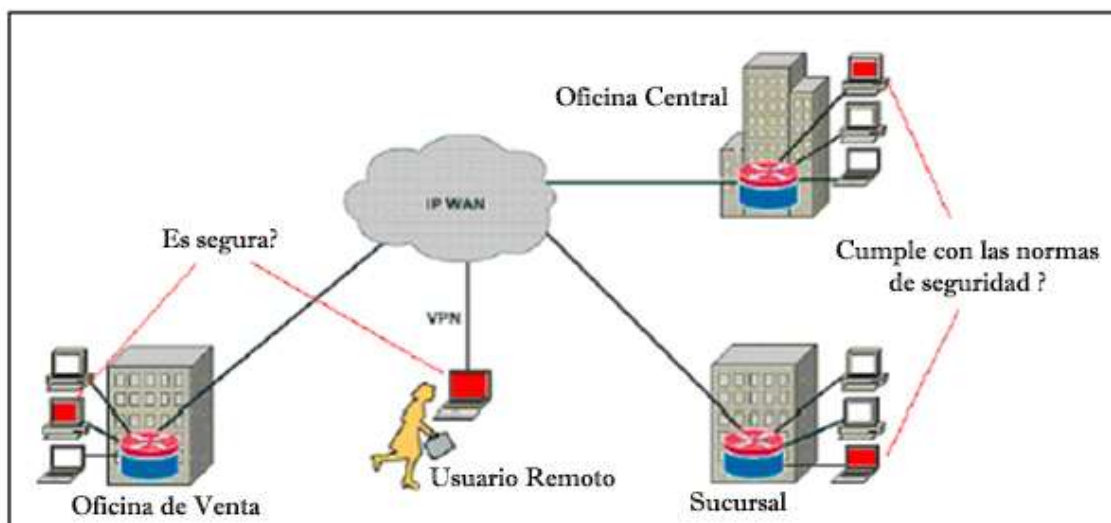 Oficina Central
IP WAN
Es segura?
Cumple con las normas
de seguridad ?
VPN
Usuario Remoto
Oficina de Venta
Sucursal